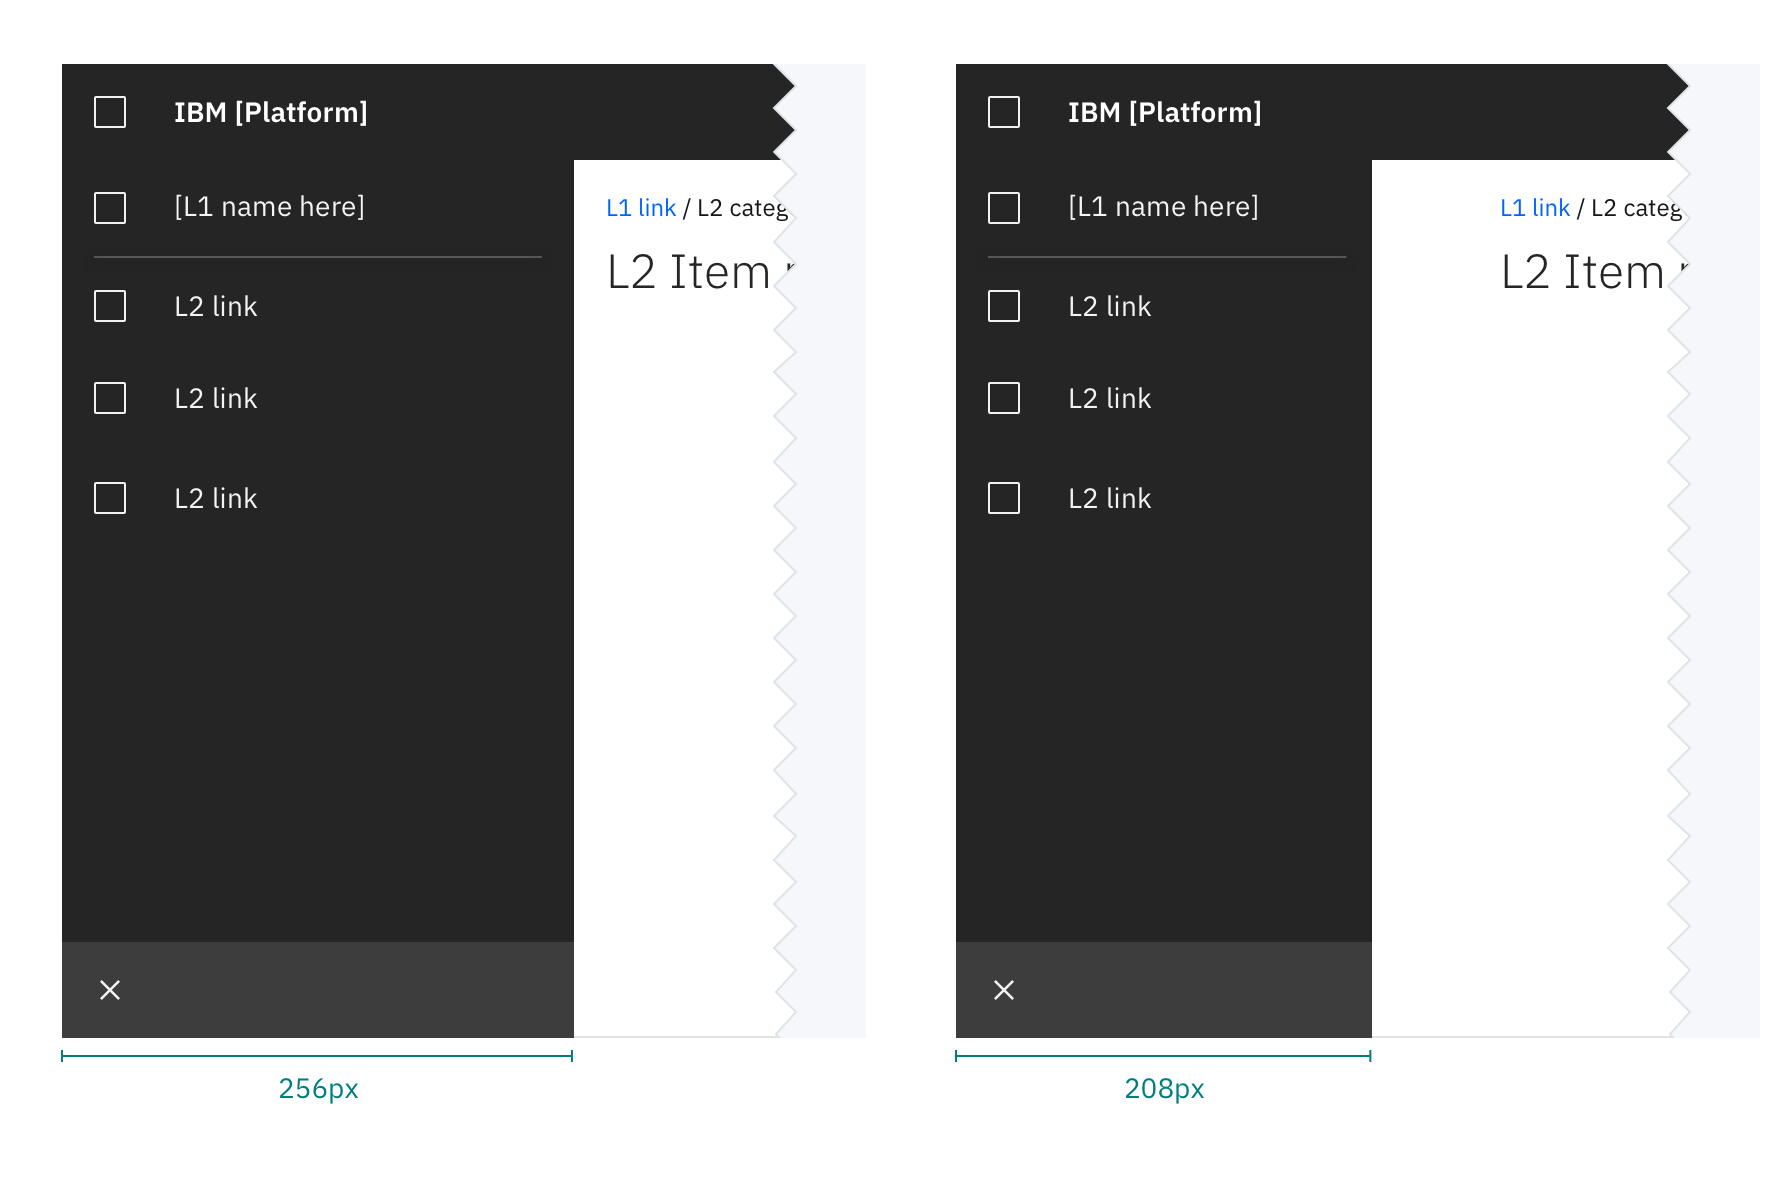 IBM [Platform]
[L1 name here]
L1 link / L2 categ
L2 Item
L2 link
L2 link
L2 link
256px
IBM [Platform]
[L1 name here]
L1 link / L2 categ
L2 Item
L2 link
L2 link
L2 link
208px